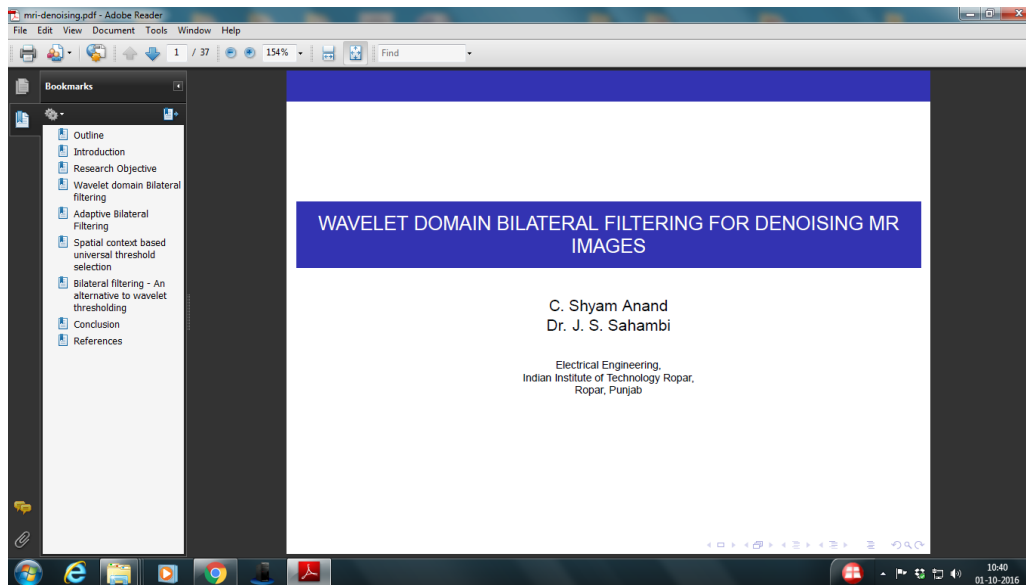 mri-denoising.pdf - Adobe Reader
File Edit View Document Tools Window Help
1 / 37 154% Find
Bookmarks
Outline
Introduction
Research Objective
Wavelet domain Bilateral
filtering
Adaptive Bilateral
Filtering
Spatial context based
universal threshold
selection
Bilateral filtering - An
alternative to wavelet
thresholding
Conclusion
References
WAVELET DOMAIN BILATERAL FILTERING FOR DENOISING MR
IMAGES
C. Shyam Anand
Dr. J. S. Sahambi
Electrical Engineering,
Indian Institute of Technology Ropar,
Ropar, Punjab
10:40
01-10-2016